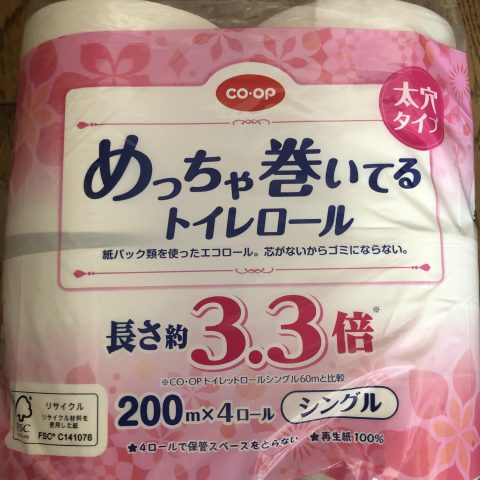 CO·OP
太穴
タイプ
めっちゃ巻いてる
トイレロール
紙パック類を使ったエコロール。芯がないからゴミにならない。
長さ約3.3倍※
※CO・OPトイレットロールシングル60mと比較
200m×4ロール シングル
★4ロールで保管スペースをとらない ★再生紙100%
リサイクル
リサイクル材料を
使用した紙
FSC® C141076
FSC